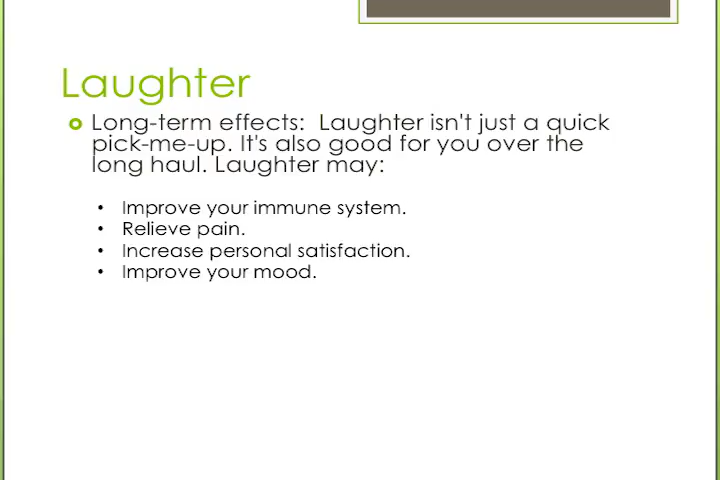 Laughter
Long-term effects:  Laughter isn't just a quick
pick-me-up. It's also good for you over the
long haul. Laughter may:
• Improve your immune system.
• Relieve pain.
• Increase personal satisfaction.
• Improve your mood.